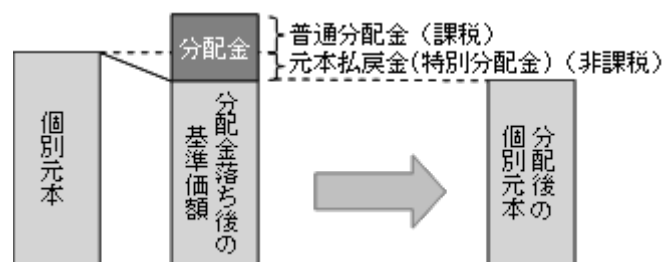 分配金
普通分配金（課税）
元本払戻金(特別分配金)（非課税）
個別元本
分配金落ち後の
基準価額
分配後の
個別元本